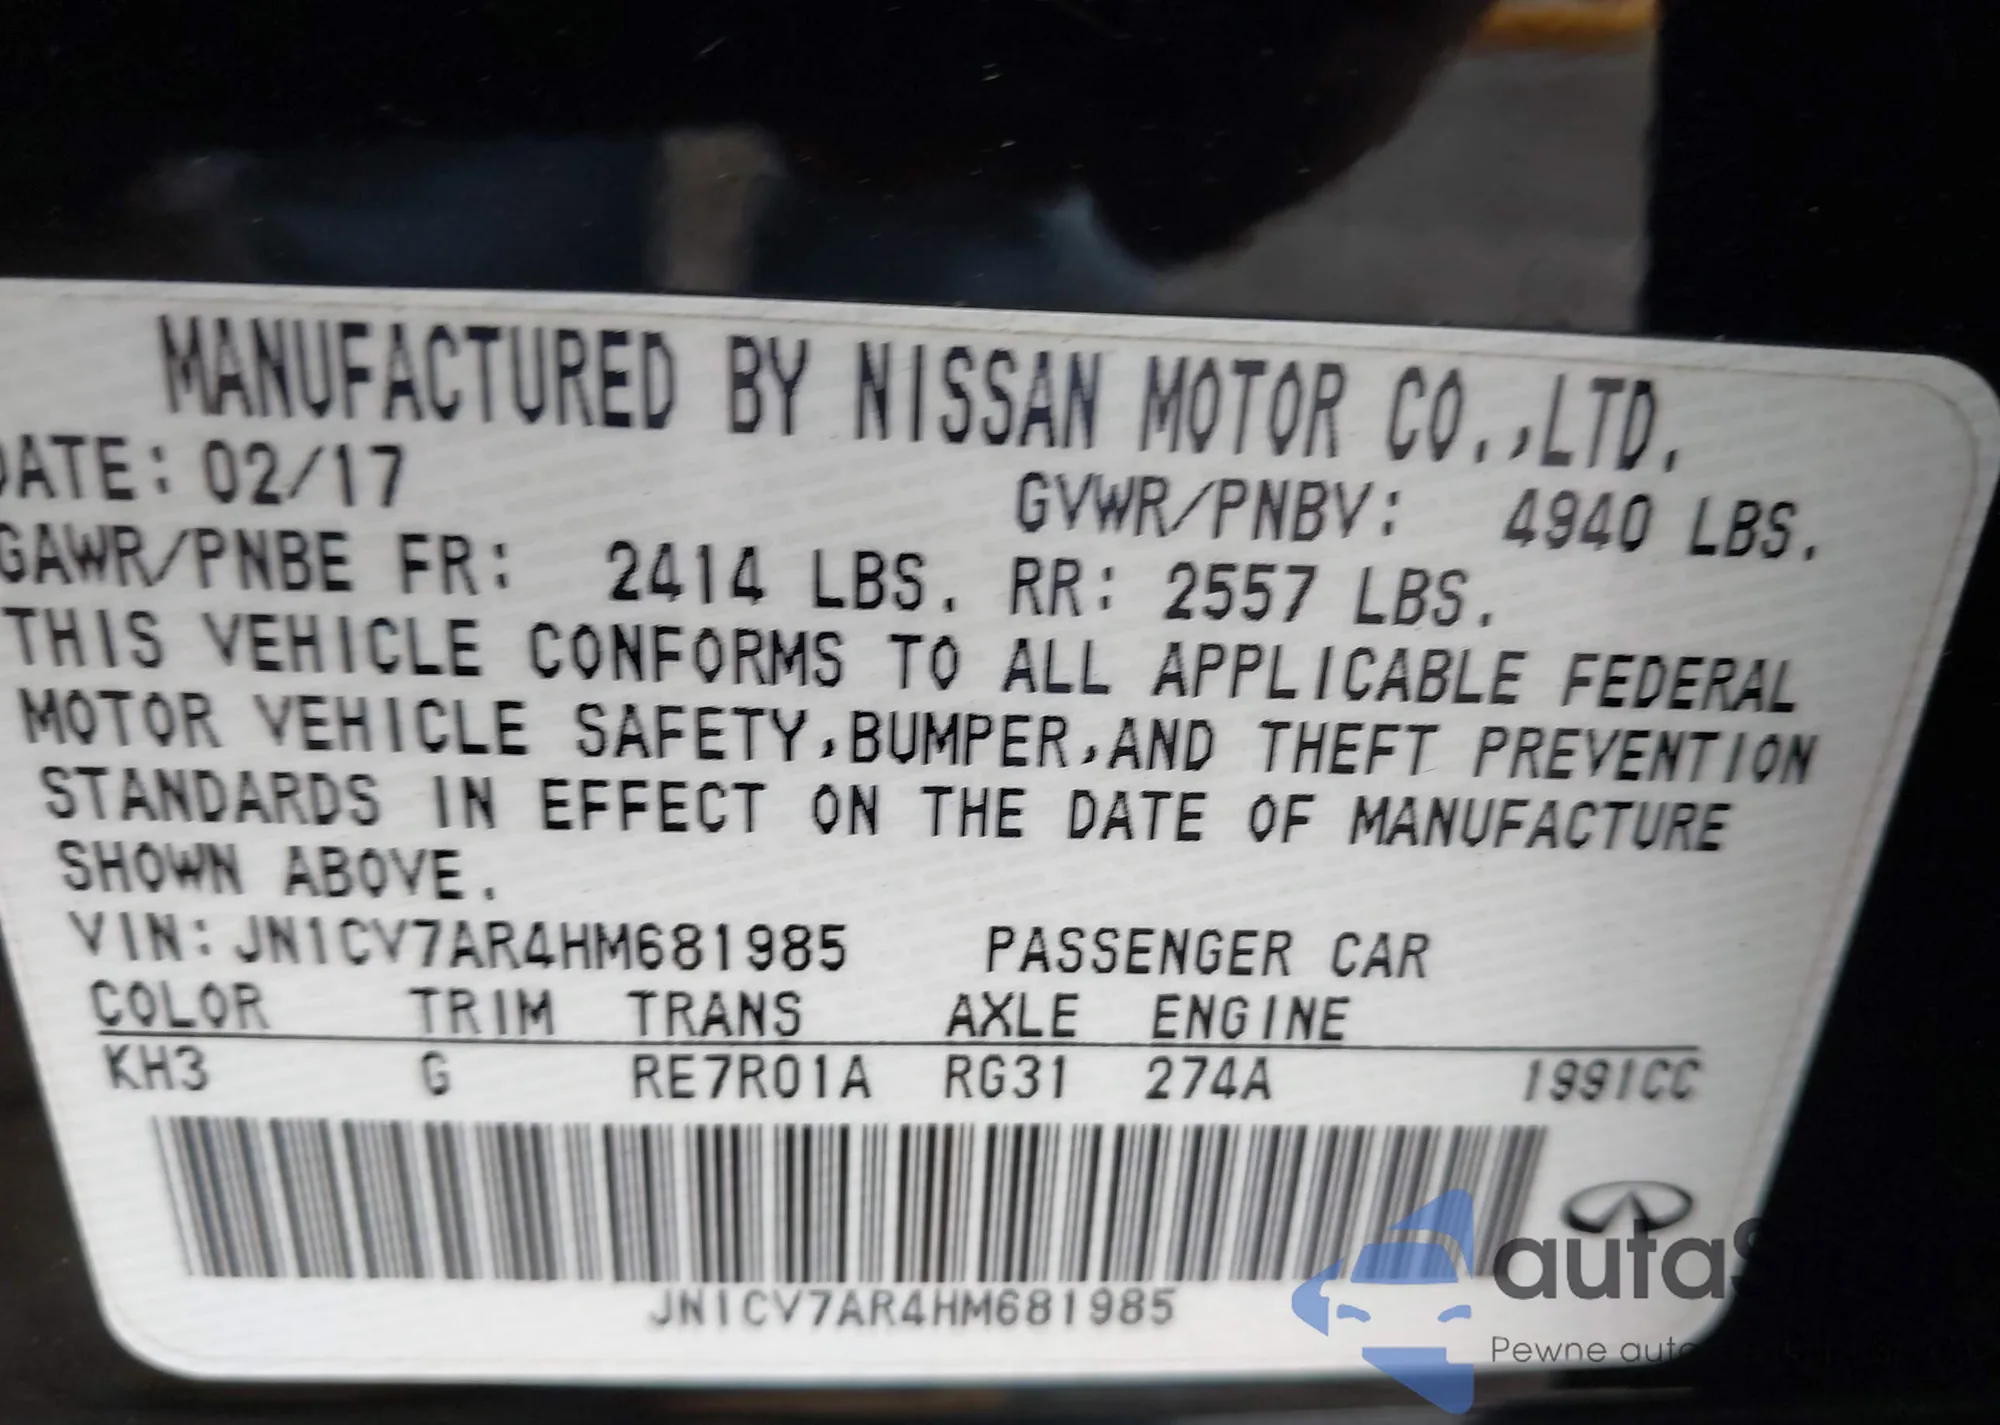 MANUFACTURED BY NISSAN MOTOR CO.,LTD.
DATE: 02/17
GVWR/PNBV: 4940 LBS.
GAWR/PNBE FR: 2414 LBS. RR: 2557 LBS.
THIS VEHICLE CONFORMS TO ALL APPLICABLE FEDERAL
MOTOR VEHICLE SAFETY,BUMPER,AND THEFT PREVENTION
STANDARDS IN EFFECT ON THE DATE OF MANUFACTURE
SHOWN ABOVE.
VIN: JN1CV7AR4HM681985 PASSENGER CAR
COLOR TRIM TRANS AXLE ENGINE
KH3 G RE7R01A RG31 274A 1991CC
JN1CV7AR4HM681985
Pewne